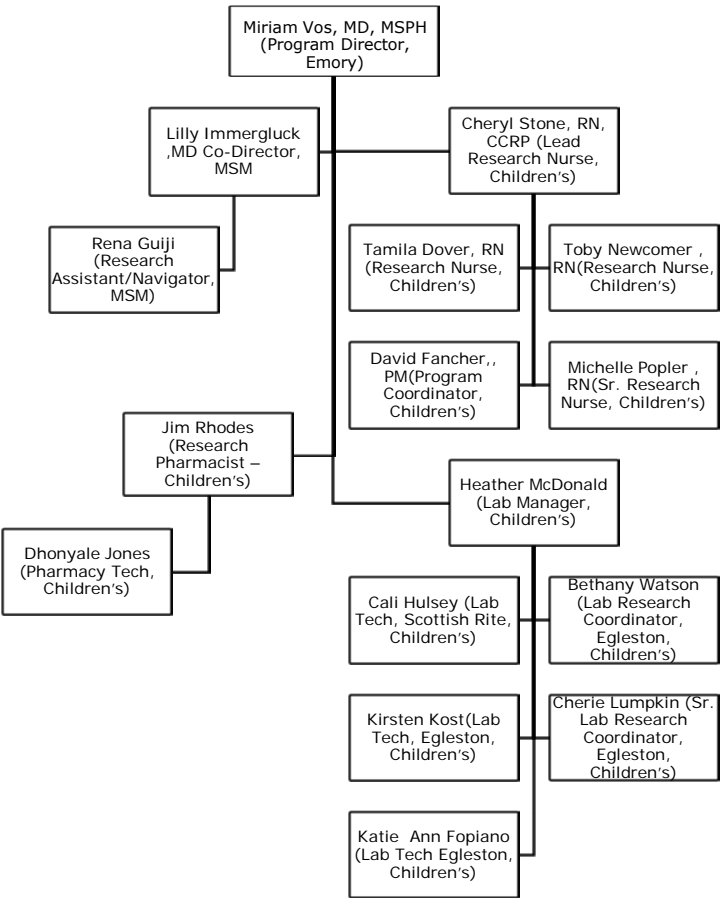 Miriam Vos, MD, MSPH
(Program Director,
Emory)
Lilly Immergluck
,MD Co-Director,
MSM
Cheryl Stone, RN,
CCRP (Lead
Research Nurse,
Children's)
Rena Guiji
(Research
Assistant/Navigator,
MSM)
Tamila Dover, RN
(Research Nurse,
Children's)
Toby Newcomer ,
RN(Research Nurse,
Children's)
David Fancher,,
PM(Program
Coordinator,
Children's)
Michelle Popler ,
RN(Sr. Research
Nurse, Children's)
Jim Rhodes
(Research
Pharmacist –
Children's)
Heather McDonald
(Lab Manager,
Children's)
Dhonyale Jones
(Pharmacy Tech,
Children's)
Cali Hulsey (Lab
Tech, Scottish Rite,
Children's)
Bethany Watson
(Lab Research
Coordinator,
Egleston,
Children's)
Kirsten Kost(Lab
Tech, Egleston,
Children's)
Cherie Lumpkin (Sr.
Lab Research
Coordinator,
Egleston,
Children's)
Katie  Ann Fopiano
(Lab Tech Egleston,
Children's)